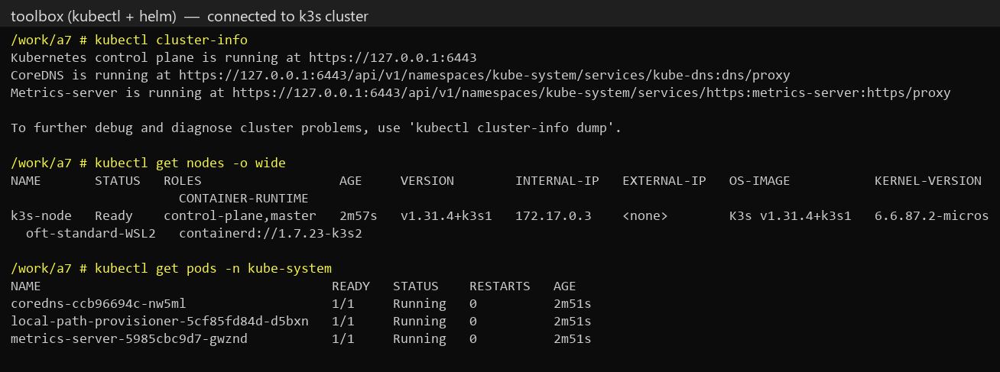 toolbox (kubectl + helm) — connected to k3s cluster
/work/a7 # kubectl cluster-info
Kubernetes control plane is running at https://127.0.0.1:6443
CoreDNS is running at https://127.0.0.1:6443/api/v1/namespaces/kube-system/services/kube-dns:dns/proxy
Metrics-server is running at https://127.0.0.1:6443/api/v1/namespaces/kube-system/services/https:metrics-server:https/proxy
To further debug and diagnose cluster problems, use 'kubectl cluster-info dump'.
/work/a7 # kubectl get nodes -o wide
NAME       STATUS   ROLES                  AGE     VERSION        INTERNAL-IP   EXTERNAL-IP   OS-IMAGE           KERNEL-VERSION
CONTAINER-RUNTIME
k3s-node   Ready    control-plane,master   2m57s   v1.31.4+k3s1   172.17.0.3    <none>        K3s v1.31.4+k3s1   6.6.87.2-micros
oft-standard-WSL2   containerd://1.7.23-k3s2
/work/a7 # kubectl get pods -n kube-system
NAME                                      READY   STATUS    RESTARTS   AGE
coredns-ccb96694c-nw5ml                   1/1     Running   0          2m51s
local-path-provisioner-5cf85fd84d-d5bxn   1/1     Running   0          2m51s
metrics-server-5985cbc9d7-gwznd           1/1     Running   0          2m51s